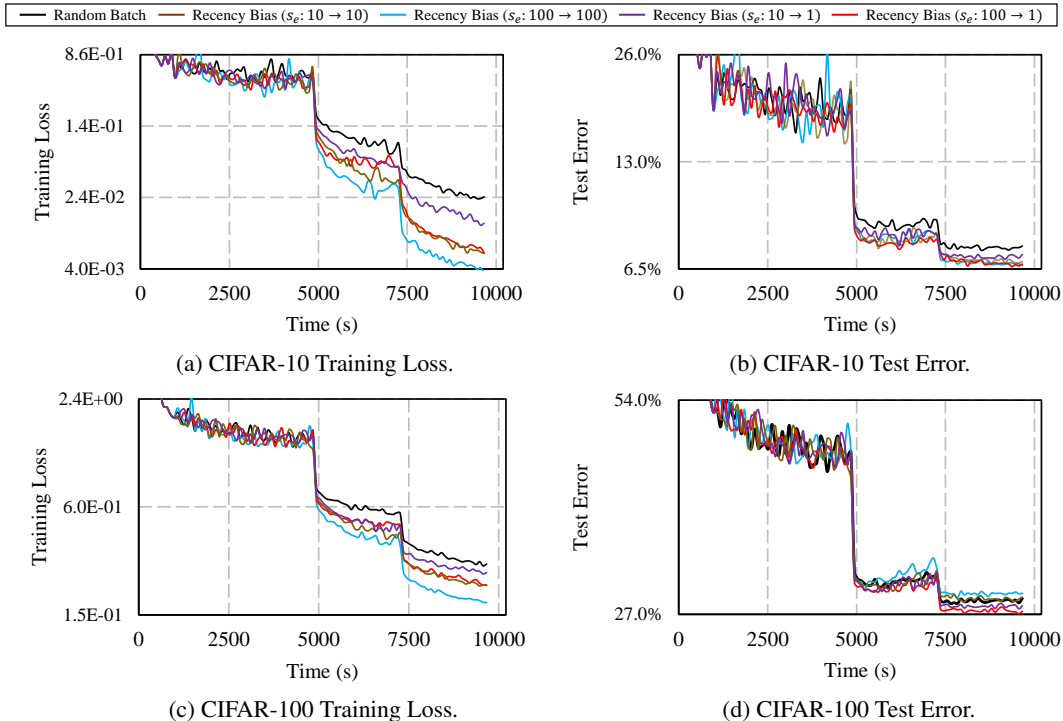 Random Batch Recency Bias (s_e: 10 → 10) Recency Bias (s_e: 100 → 100) Recency Bias (s_e: 10 → 1) Recency Bias (s_e: 100 → 1)
8.6E-01
1.4E-01
2.4E-02
4.0E-03
Training Loss
0 2500 5000 7500 10000
Time (s)
(a) CIFAR-10 Training Loss.
26.0%
13.0%
6.5%
Test Error
0 2500 5000 7500 10000
Time (s)
(b) CIFAR-10 Test Error.
2.4E+00
6.0E-01
1.5E-01
Training Loss
0 2500 5000 7500 10000
Time (s)
(c) CIFAR-100 Training Loss.
54.0%
27.0%
Test Error
0 2500 5000 7500 10000
Time (s)
(d) CIFAR-100 Test Error.